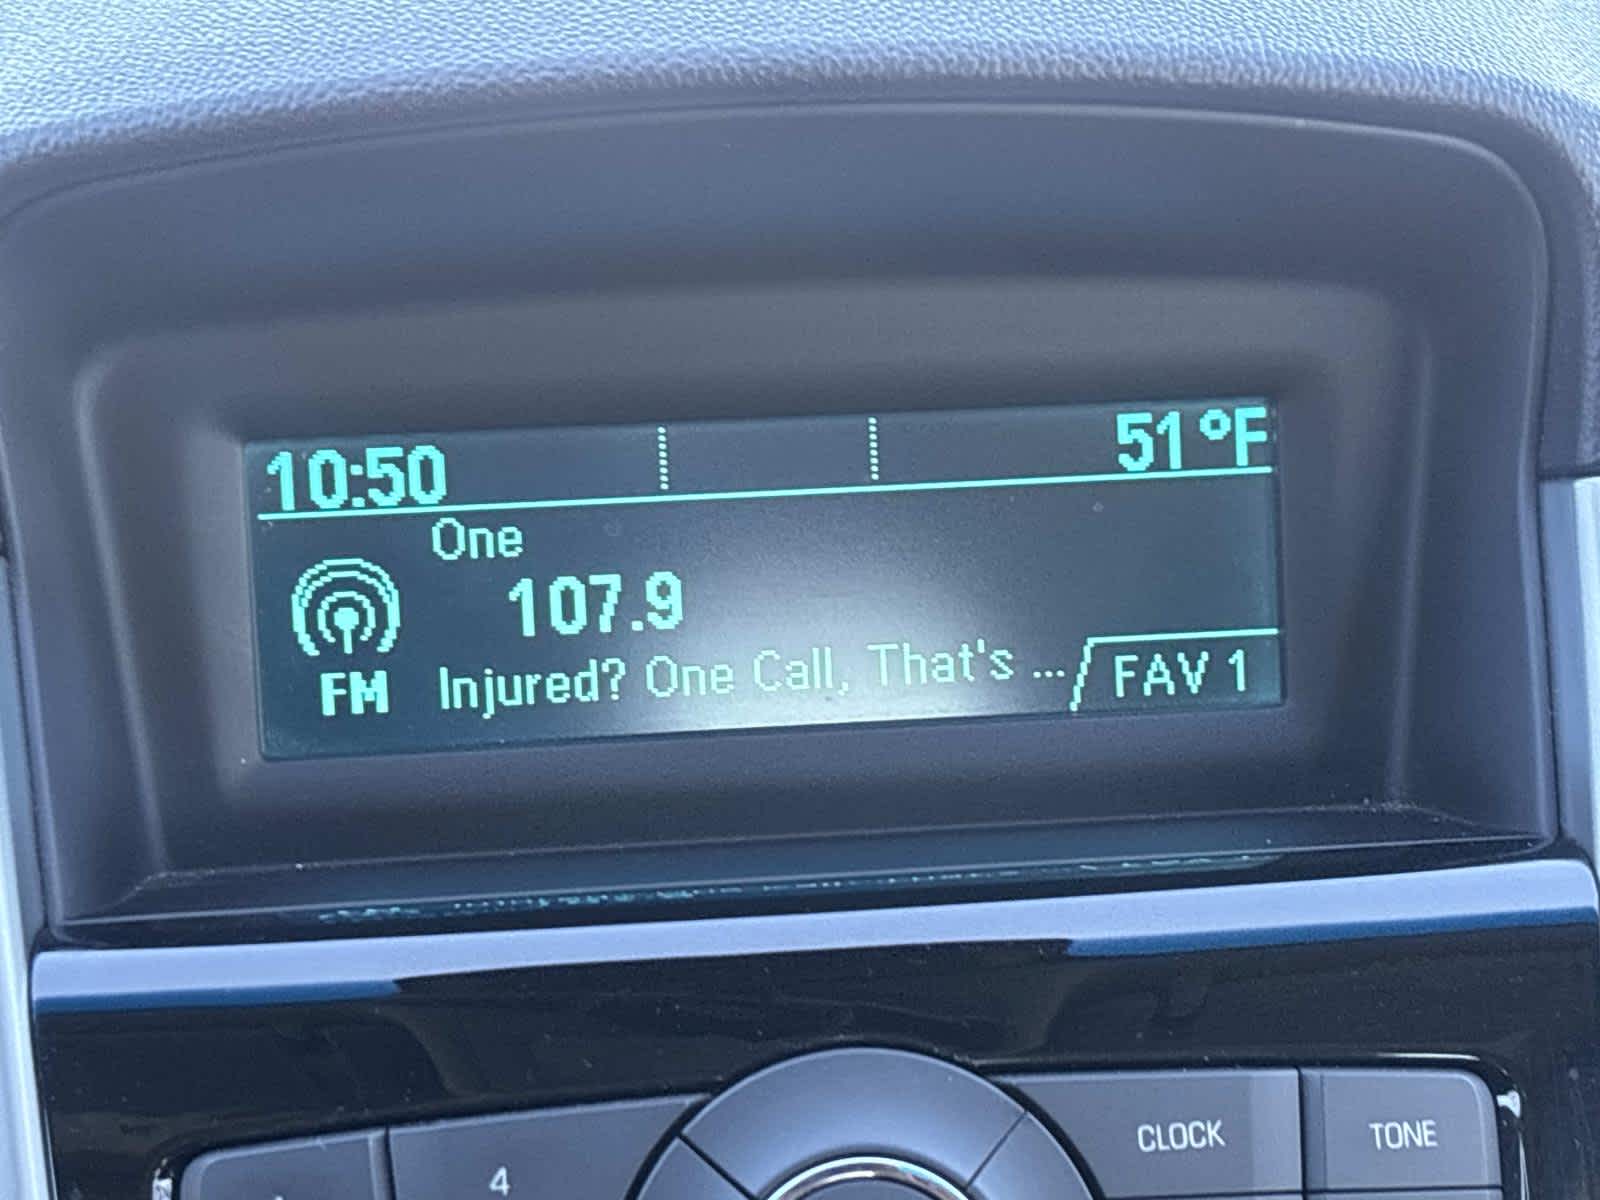 10:50 51°F
One
107.9
FM Injured? One Call, That's ... FAV 1
CLOCK TONE
4